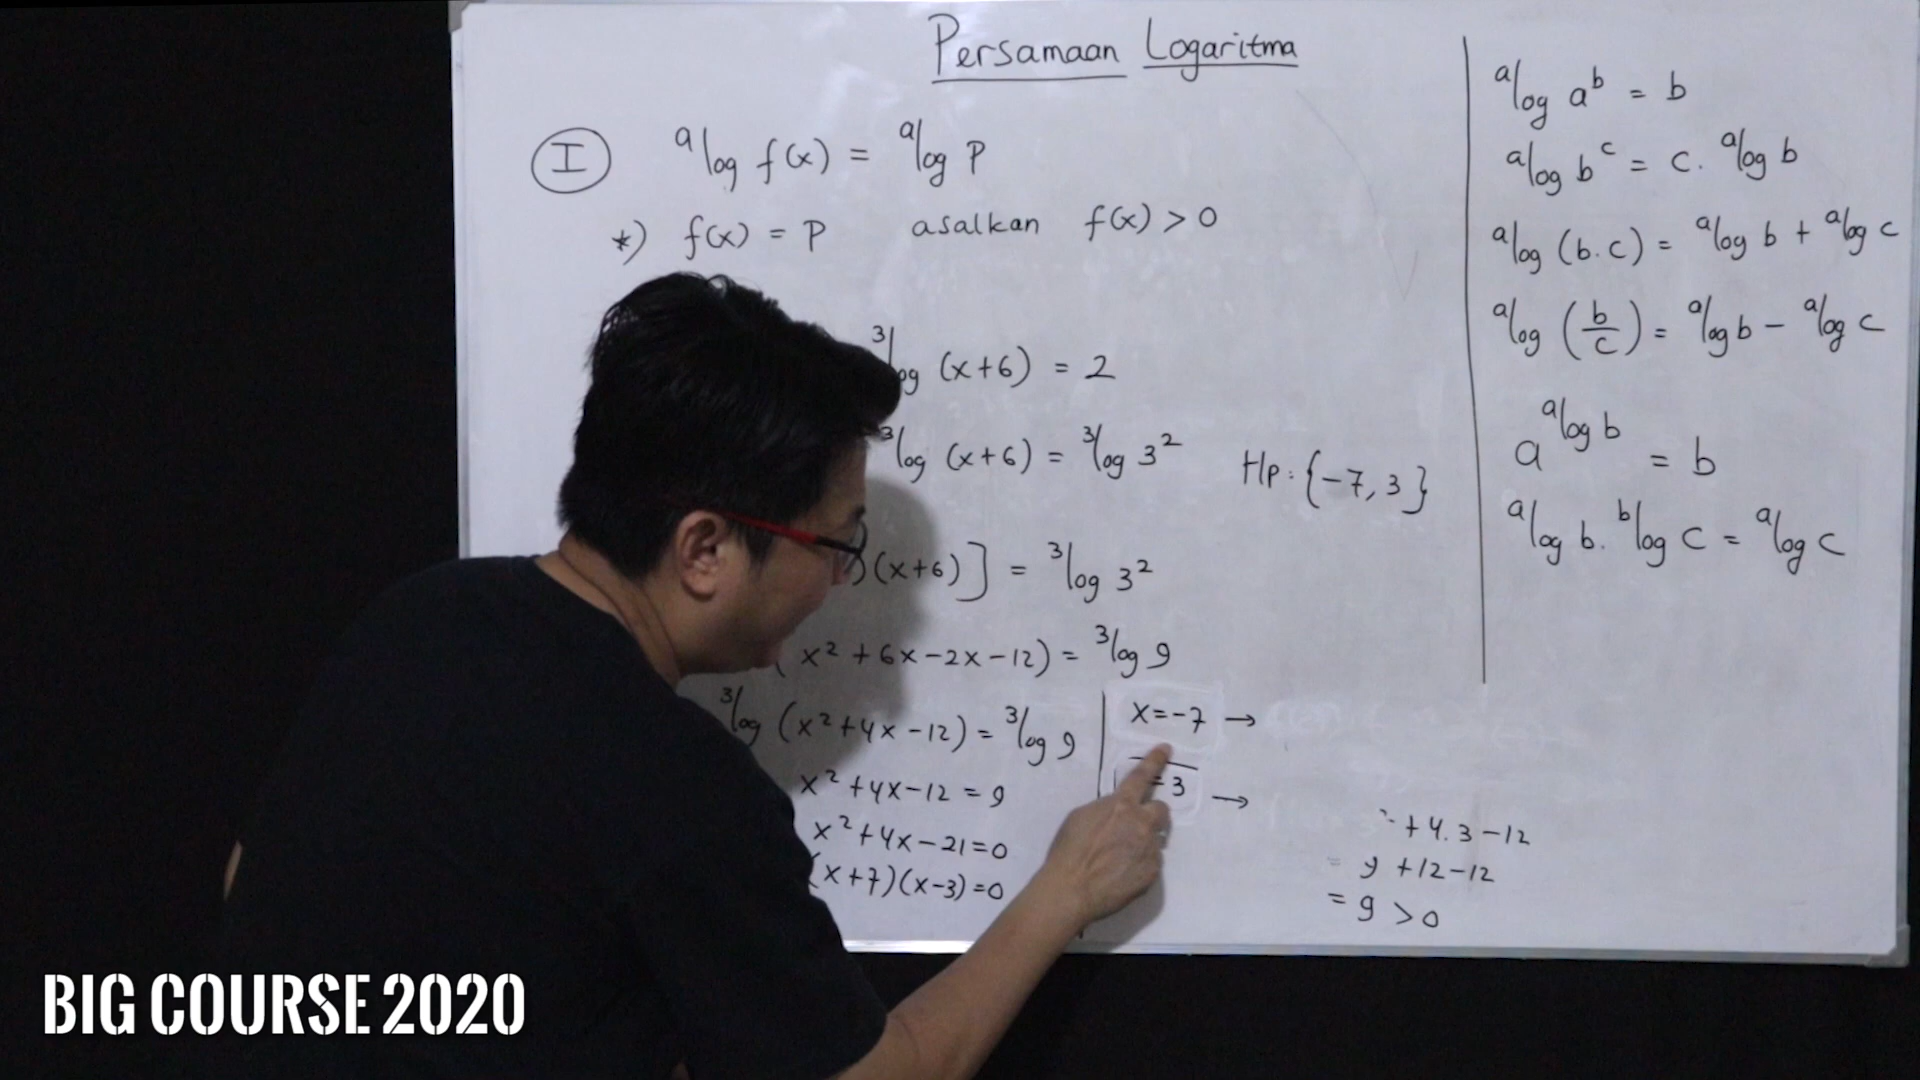 Persamaan Logaritma
I ᵃlog f(x) = ᵃlog p
*) f(x) = p asalkan f(x) > 0
³log (x+6) = 2
³log (x+6) = ³log 3²
Hp: {-7, 3}
(x+6)] = ³log 3²
(x² + 6x - 2x - 12) = ³log 9
³log (x² + 4x - 12) = ³log 9
x² + 4x - 12 = 9
x² + 4x - 21 = 0
(x+7)(x-3) = 0
x = -7 →
= 3 →
+ 4.3 - 12
= 9 + 12 - 12
= 9 > 0
ᵃlog aᵇ = b
ᵃlog bᶜ = c. ᵃlog b
ᵃlog (b.c) = ᵃlog b + ᵃlog c
ᵃlog (b/c) = ᵃlog b - ᵃlog c
a^(ᵃlog b) = b
ᵃlog b. ᵇlog c = ᵃlog c
BIG COURSE 2020